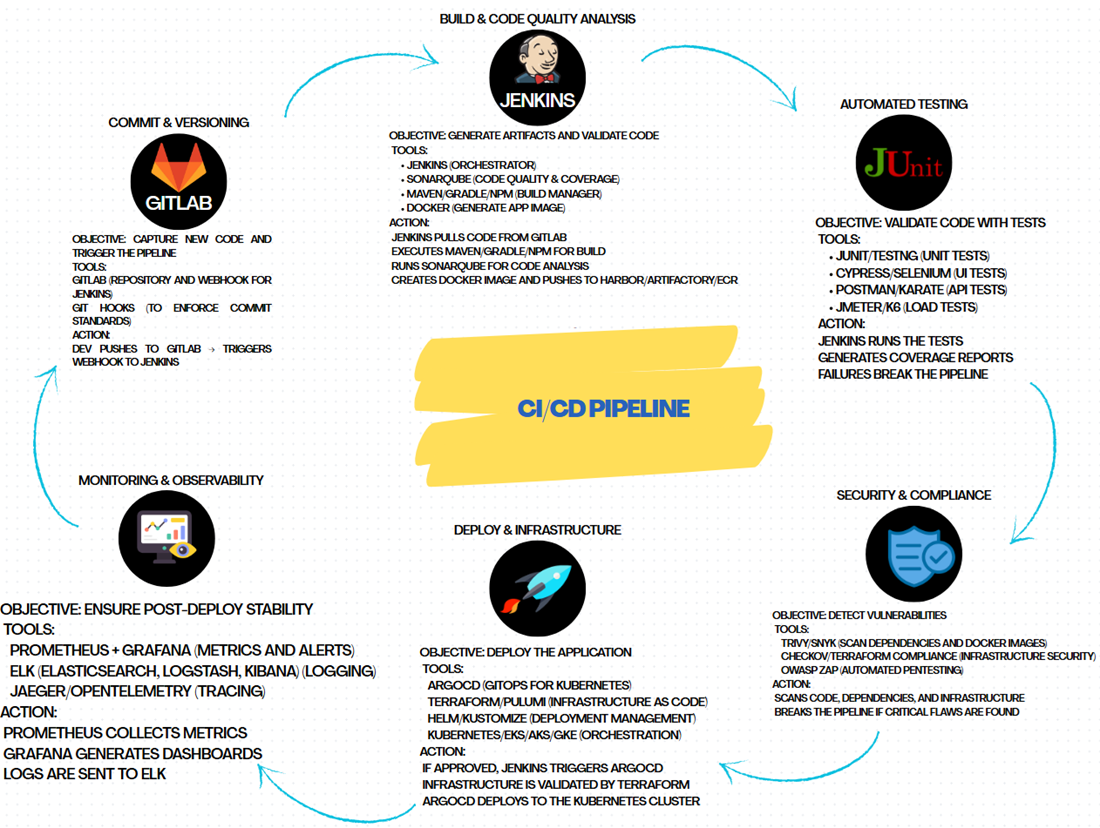 BUILD & CODE QUALITY ANALYSIS
JENKINS
OBJECTIVE: GENERATE ARTIFACTS AND VALIDATE CODE
TOOLS:
• JENKINS (ORCHESTRATOR)
• SONARQUBE (CODE QUALITY & COVERAGE)
• MAVEN/GRADLE/NPM (BUILD MANAGER)
• DOCKER (GENERATE APP IMAGE)
ACTION:
JENKINS PULLS CODE FROM GITLAB
EXECUTES MAVEN/GRADLE/NPM FOR BUILD
RUNS SONARQUBE FOR CODE ANALYSIS
CREATES DOCKER IMAGE AND PUSHES TO HARBOR/ARTIFACTORY/ECR
AUTOMATED TESTING
JUnit
OBJECTIVE: VALIDATE CODE WITH TESTS
TOOLS:
• JUNIT/TESTNG (UNIT TESTS)
• CYPRESS/SELENIUM (UI TESTS)
• POSTMAN/KARATE (API TESTS)
• JMETER/K6 (LOAD TESTS)
ACTION:
JENKINS RUNS THE TESTS
GENERATES COVERAGE REPORTS
FAILURES BREAK THE PIPELINE
COMMIT & VERSIONING
GITLAB
OBJECTIVE: CAPTURE NEW CODE AND
TRIGGER THE PIPELINE
TOOLS:
GITLAB (REPOSITORY AND WEBHOOK FOR
JENKINS)
GIT HOOKS (TO ENFORCE COMMIT
STANDARDS)
ACTION:
DEV PUSHES TO GITLAB → TRIGGERS
WEBHOOK TO JENKINS
CI/CD PIPELINE
SECURITY & COMPLIANCE
OBJECTIVE: DETECT VULNERABILITIES
TOOLS:
TRIVY/SNYK (SCAN DEPENDENCIES AND DOCKER IMAGES)
CHECKOV/TERRAFORM COMPLIANCE (INFRASTRUCTURE SECURITY)
OWASP ZAP (AUTOMATED PENTESTING)
ACTION:
SCANS CODE, DEPENDENCIES, AND INFRASTRUCTURE
BREAKS THE PIPELINE IF CRITICAL FLAWS ARE FOUND
DEPLOY & INFRASTRUCTURE
OBJECTIVE: DEPLOY THE APPLICATION
TOOLS:
ARGOCD (GITOPS FOR KUBERNETES)
TERRAFORM/PULUMI (INFRASTRUCTURE AS CODE)
HELM/KUSTOMIZE (DEPLOYMENT MANAGEMENT)
KUBERNETES/EKS/AKS/GKE (ORCHESTRATION)
ACTION:
IF APPROVED, JENKINS TRIGGERS ARGOCD
INFRASTRUCTURE IS VALIDATED BY TERRAFORM
ARGOCD DEPLOYS TO THE KUBERNETES CLUSTER
MONITORING & OBSERVABILITY
OBJECTIVE: ENSURE POST-DEPLOY STABILITY
TOOLS:
PROMETHEUS + GRAFANA (METRICS AND ALERTS)
ELK (ELASTICSEARCH, LOGSTASH, KIBANA) (LOGGING)
JAEGER/OPENTELEMETRY (TRACING)
ACTION:
PROMETHEUS COLLECTS METRICS
GRAFANA GENERATES DASHBOARDS
LOGS ARE SENT TO ELK